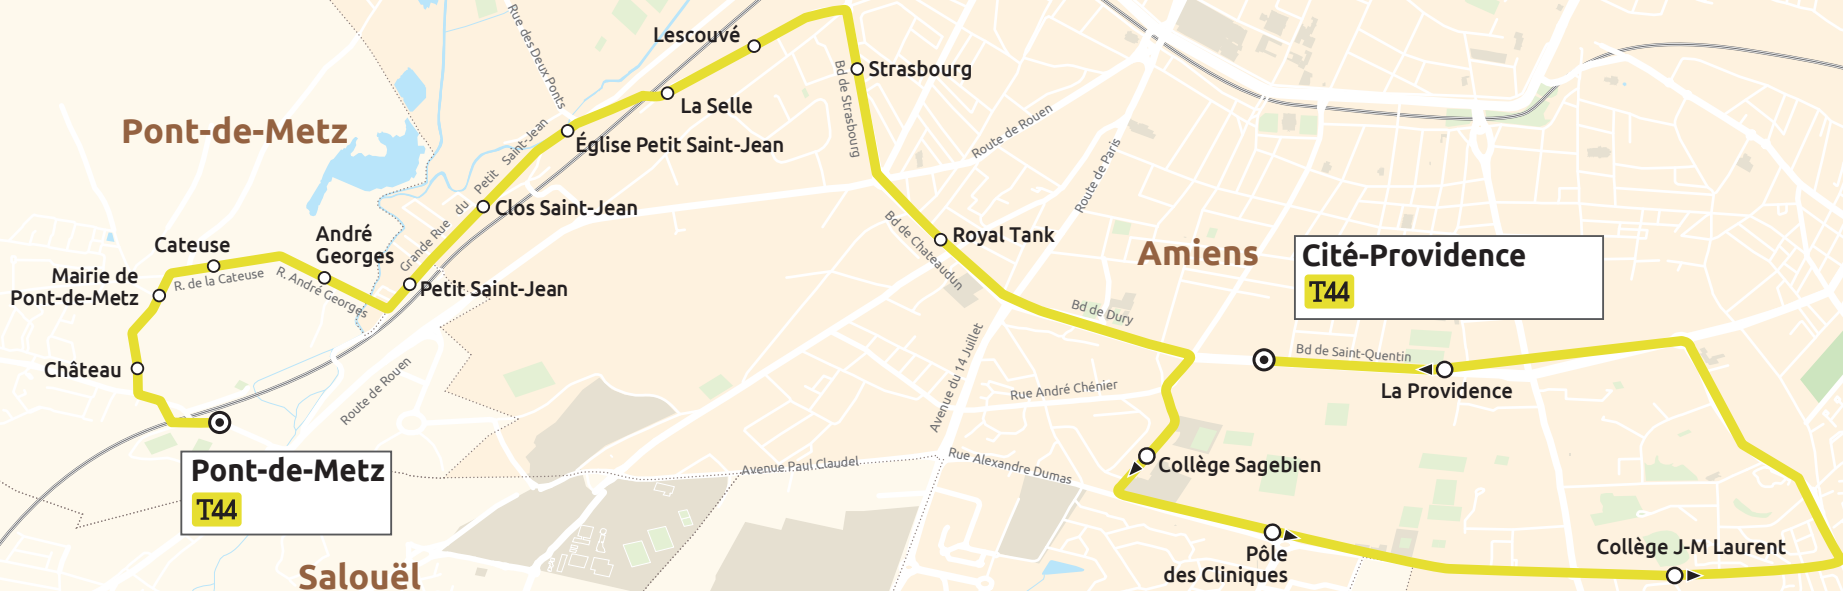 Lescouvé
Rue des Deux Ponts
Strasbourg
Bd de Strasbourg
La Selle
Pont-de-Metz
Église Petit Saint-Jean
Route de Rouen
Route de Paris
Grande Rue du Petit Saint-Jean
Clos Saint-Jean
Royal Tank
Bd de Chateaudun
André
Georges
Cateuse
R. de la Cateuse
R. André Georges
Mairie de
Pont-de-Metz
Petit Saint-Jean
Amiens
Cité-Providence
T44
Bd de Dury
Avenue du 14 Juillet
Bd de Saint-Quentin
La Providence
Château
Route de Rouen
Rue André Chénier
Pont-de-Metz
T44
Avenue Paul Claudel
Rue Alexandre Dumas
Collège Sagebien
Pôle
des Cliniques
Collège J-M Laurent
Salouël